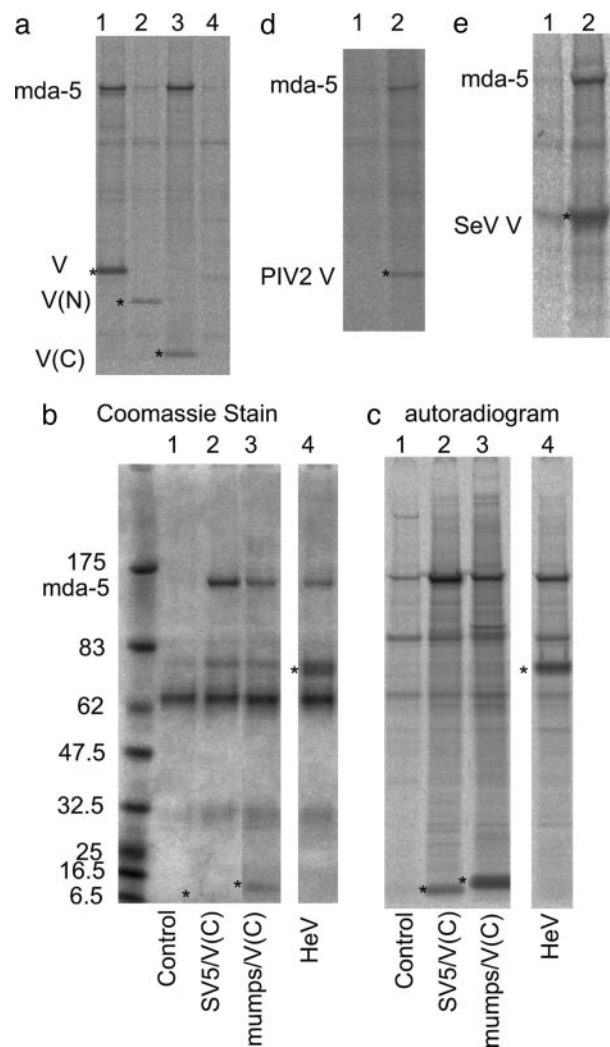 a
1 2 3 4
mda-5
V
*
V(N)
*
V(C)
*
d
1 2
mda-5
PIV2 V
*
e
1 2
mda-5
SeV V
*
b Coomassie Stain
1 2 3 4
175
mda-5
83
62
47.5
32.5
25
16.5
6.5
*
*
*
Control
SV5/V(C)
mumps/V(C)
HeV
c autoradiogram
1 2 3 4
*
*
*
Control
SV5/V(C)
mumps/V(C)
HeV